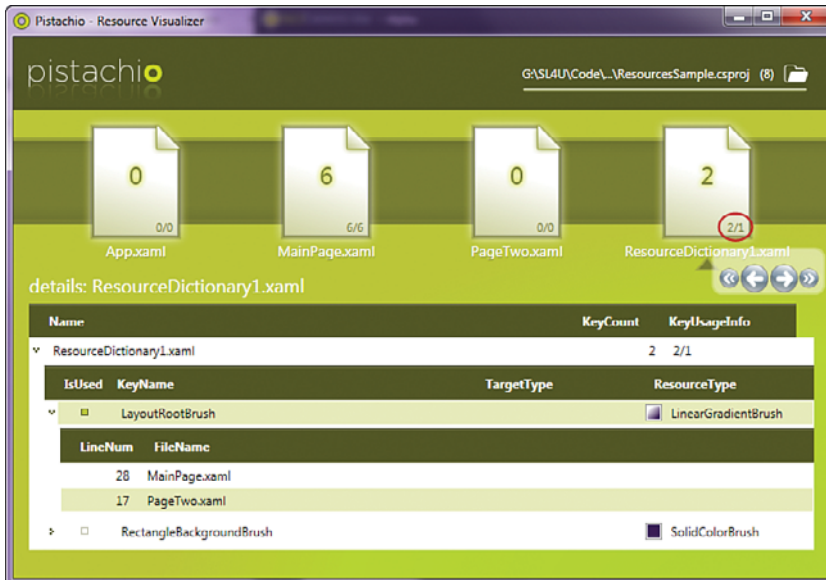 Pistachio - Resource Visualizer
pistachio
G:\SL4U\Code\...\ResourcesSample.csproj (8)
0 6 0 2
0/0 6/6 0/0 2/1
App.xaml MainPage.xaml PageTwo.xaml ResourceDictionary1.xaml
details: ResourceDictionary1.xaml
Name KeyCount KeyUsageInfo
ResourceDictionary1.xaml 2 2/1
IsUsed KeyName TargetType ResourceType
LayoutRootBrush LinearGradientBrush
LineNum FileName
28 MainPage.xaml
17 PageTwo.xaml
RectangleBackgroundBrush SolidColorBrush